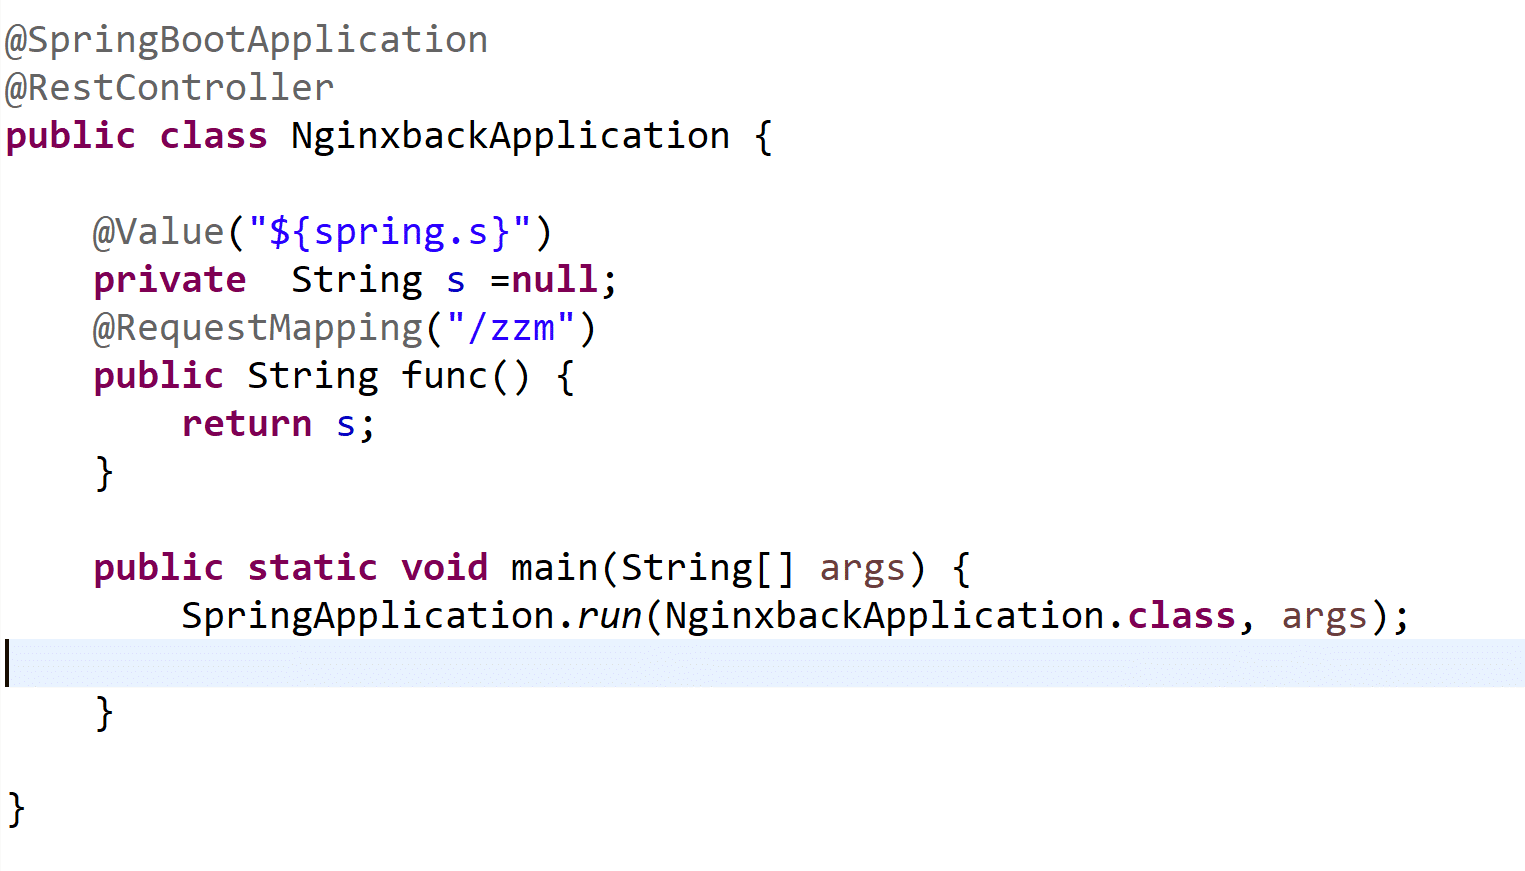 @SpringBootApplication
@RestController
public class NginxbackApplication {
@Value("${spring.s}")
private  String s =null;
@RequestMapping("/zzm")
public String func() {
return s;
}
public static void main(String[] args) {
SpringApplication.run(NginxbackApplication.class, args);
}
}